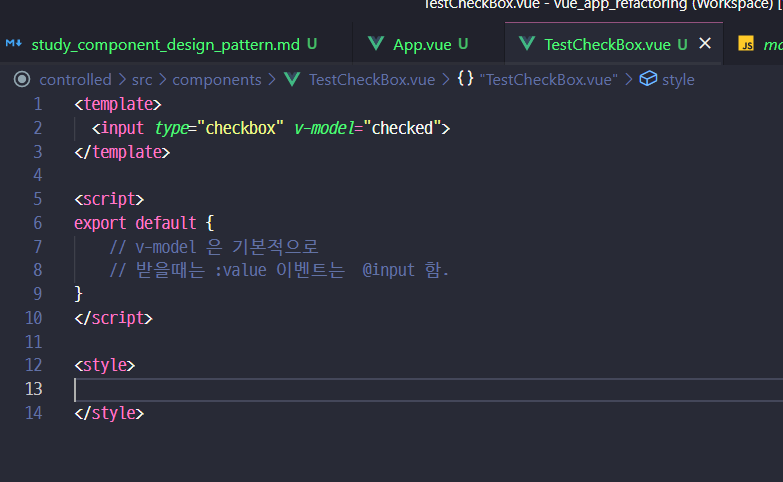 TestCheckBox.vue - vue_app_refactoring (Workspace) [
study_component_design_pattern.md U App.vue U TestCheckBox.vue U JS
controlled > src > components > TestCheckBox.vue > {} "TestCheckBox.vue" > style
1 <template>
2 <input type="checkbox" v-model="checked">
3 </template>
4
5 <script>
6 export default {
7 // v-model 은 기본적으로
8 // 받을때는 :value 이벤트는 @input 함.
9 }
10 </script>
11
12 <style>
13
14 </style>